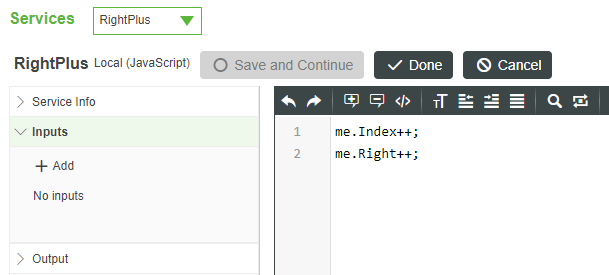 Services RightPlus
RightPlus Local (JavaScript) Save and Continue Done Cancel
Service Info
Inputs
Add
No inputs
Output
1 me.Index++;
2 me.Right++;